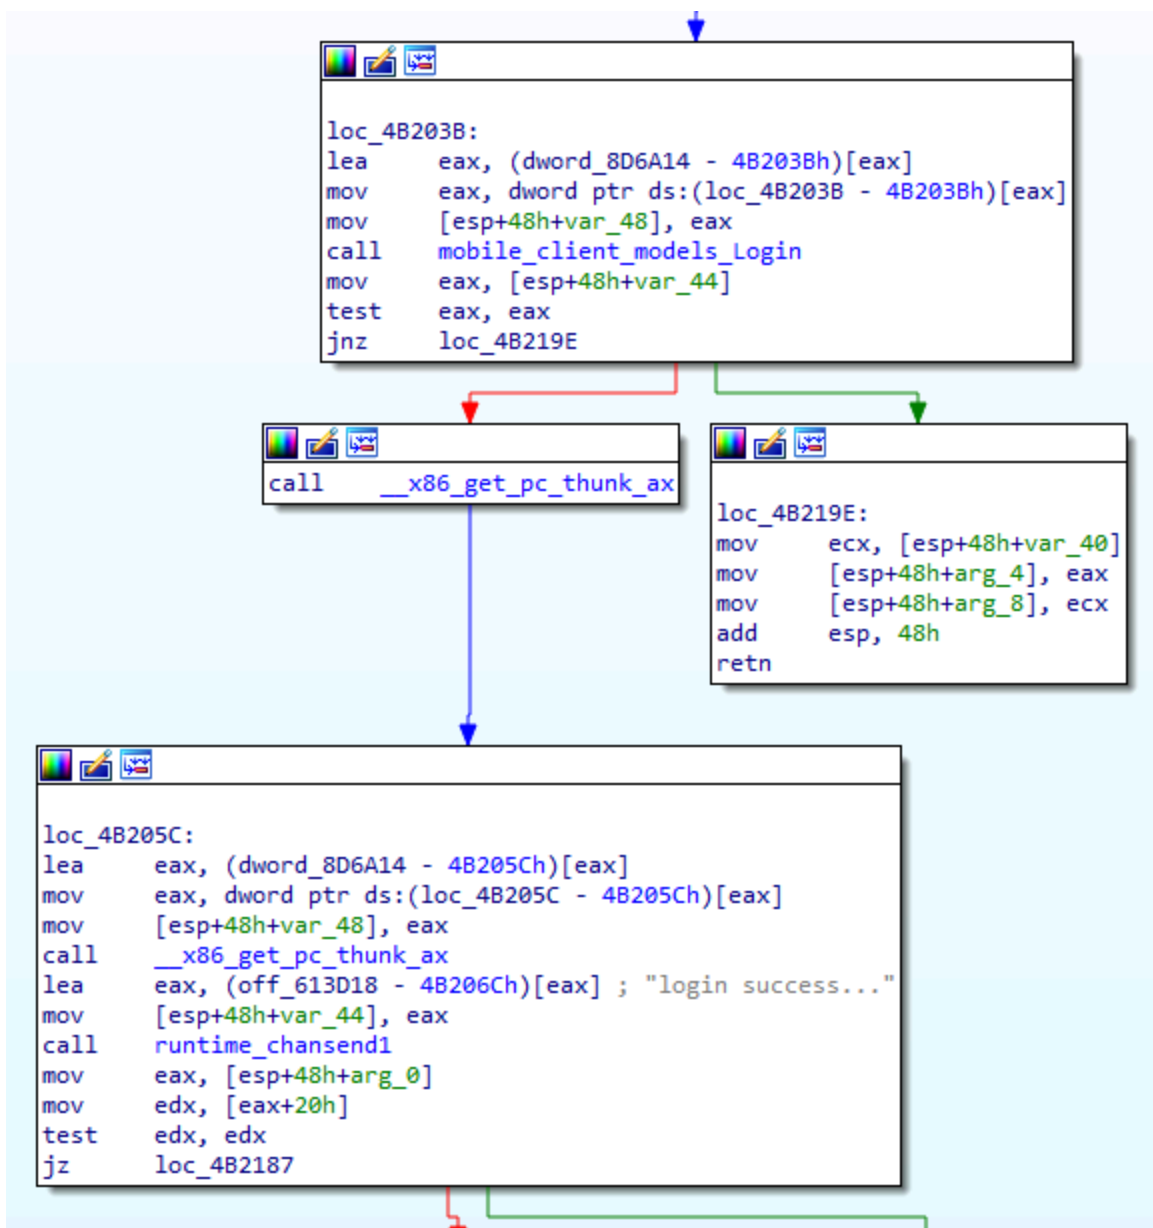 loc_4B203B:
lea eax, (dword_8D6A14 - 4B203Bh)[eax]
mov eax, dword ptr ds:(loc_4B203B - 4B203Bh)[eax]
mov [esp+48h+var_48], eax
call mobile_client_models_Login
mov eax, [esp+48h+var_44]
test eax, eax
jnz loc_4B219E
call __x86_get_pc_thunk_ax
loc_4B219E:
mov ecx, [esp+48h+var_40]
mov [esp+48h+arg_4], eax
mov [esp+48h+arg_8], ecx
add esp, 48h
retn
loc_4B205C:
lea eax, (dword_8D6A14 - 4B205Ch)[eax]
mov eax, dword ptr ds:(loc_4B205C - 4B205Ch)[eax]
mov [esp+48h+var_48], eax
call __x86_get_pc_thunk_ax
lea eax, (off_613D18 - 4B206Ch)[eax] ; "login success..."
mov [esp+48h+var_44], eax
call runtime_chansend1
mov eax, [esp+48h+arg_0]
mov edx, [eax+20h]
test edx, edx
jz loc_4B2187